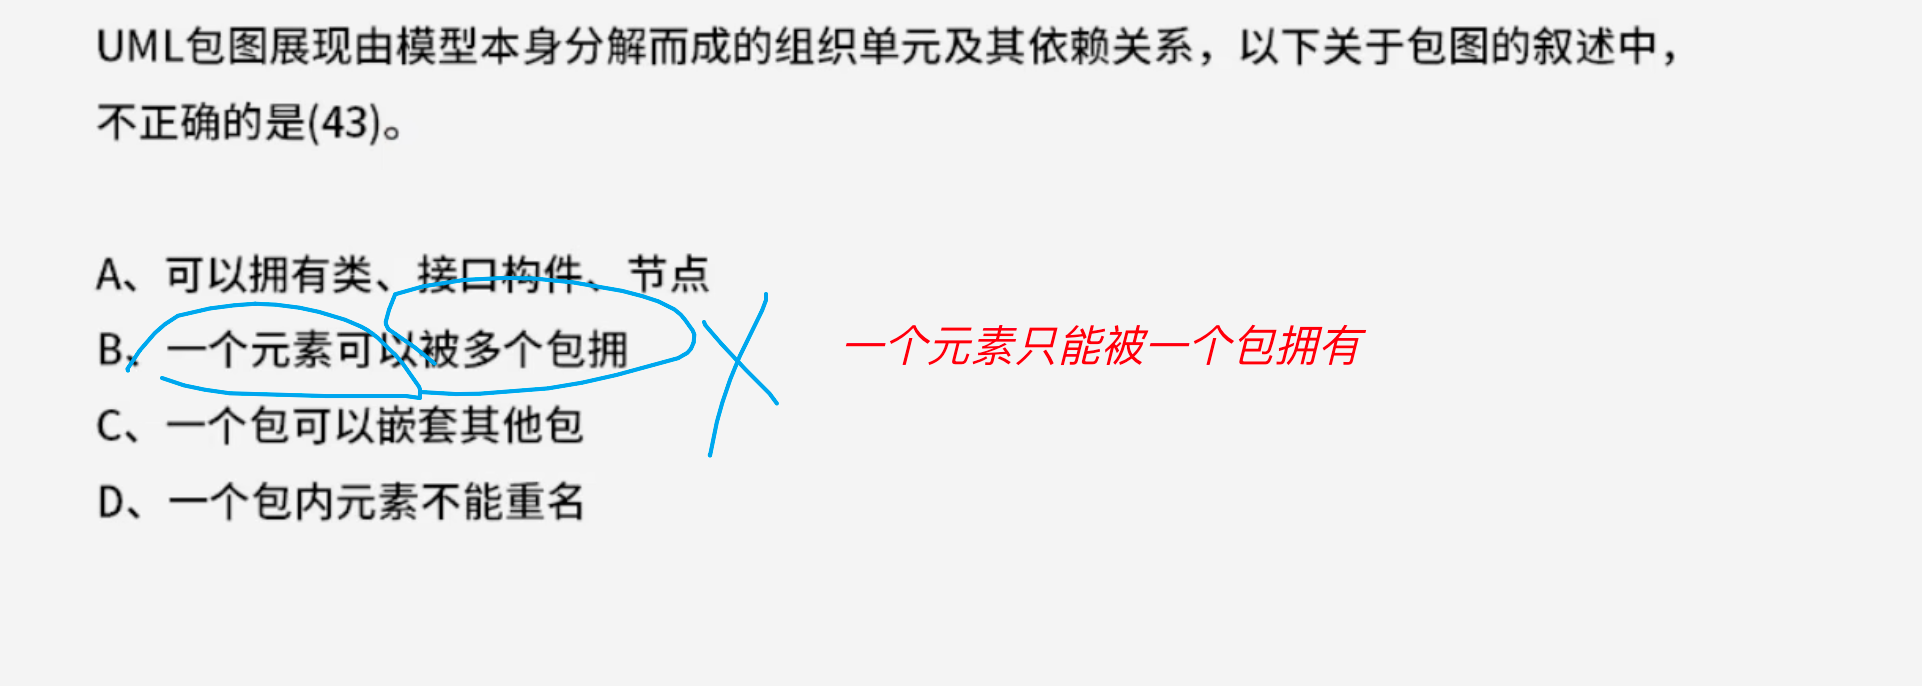 UML包图展现由模型本身分解而成的组织单元及其依赖关系，以下关于包图的叙述中，
不正确的是(43)。
A、可以拥有类、接口构件、节点
B、一个元素可以被多个包拥
一个元素只能被一个包拥有
C、一个包可以嵌套其他包
D、一个包内元素不能重名